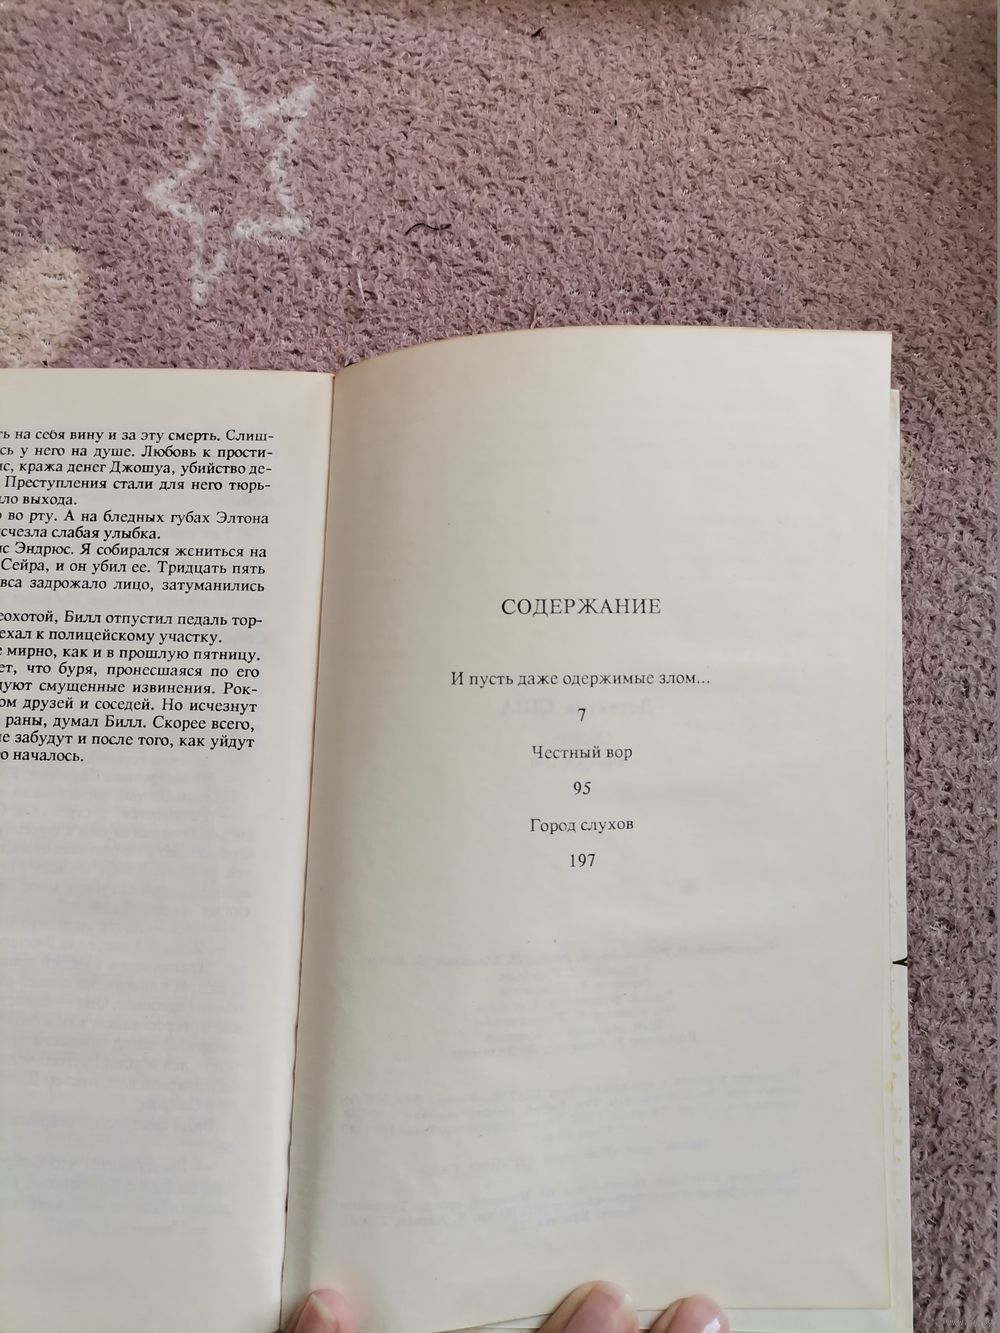 ть на себя вину и за эту смерть. Слиш-
сь у него на душе. Любовь к прости-
ис, кража денег Джошуа, убийство де-
Преступления стали для него тюрь-
ло выхода.
о во рту. А на бледных губах Элтона
счезла слабая улыбка.
ис Эндрюс. Я собирался жениться на
Сейра, и он убил ее. Тридцать пять
вса задрожало лицо, затуманились
еохотой, Билл отпустил педаль тор-
ехал к полицейскому участку.
е мирно, как и в прошлую пятницу.
ет, что буря, пронесшаяся по его
дуют смущенные извинения. Рок-
ом друзей и соседей. Но исчезнут
раны, думал Билл. Скорее всего,
не забудут и после того, как уйдут
о началось.
СОДЕРЖАНИЕ
И пусть даже одержимые злом...
7
Честный вор
95
Город слухов
197